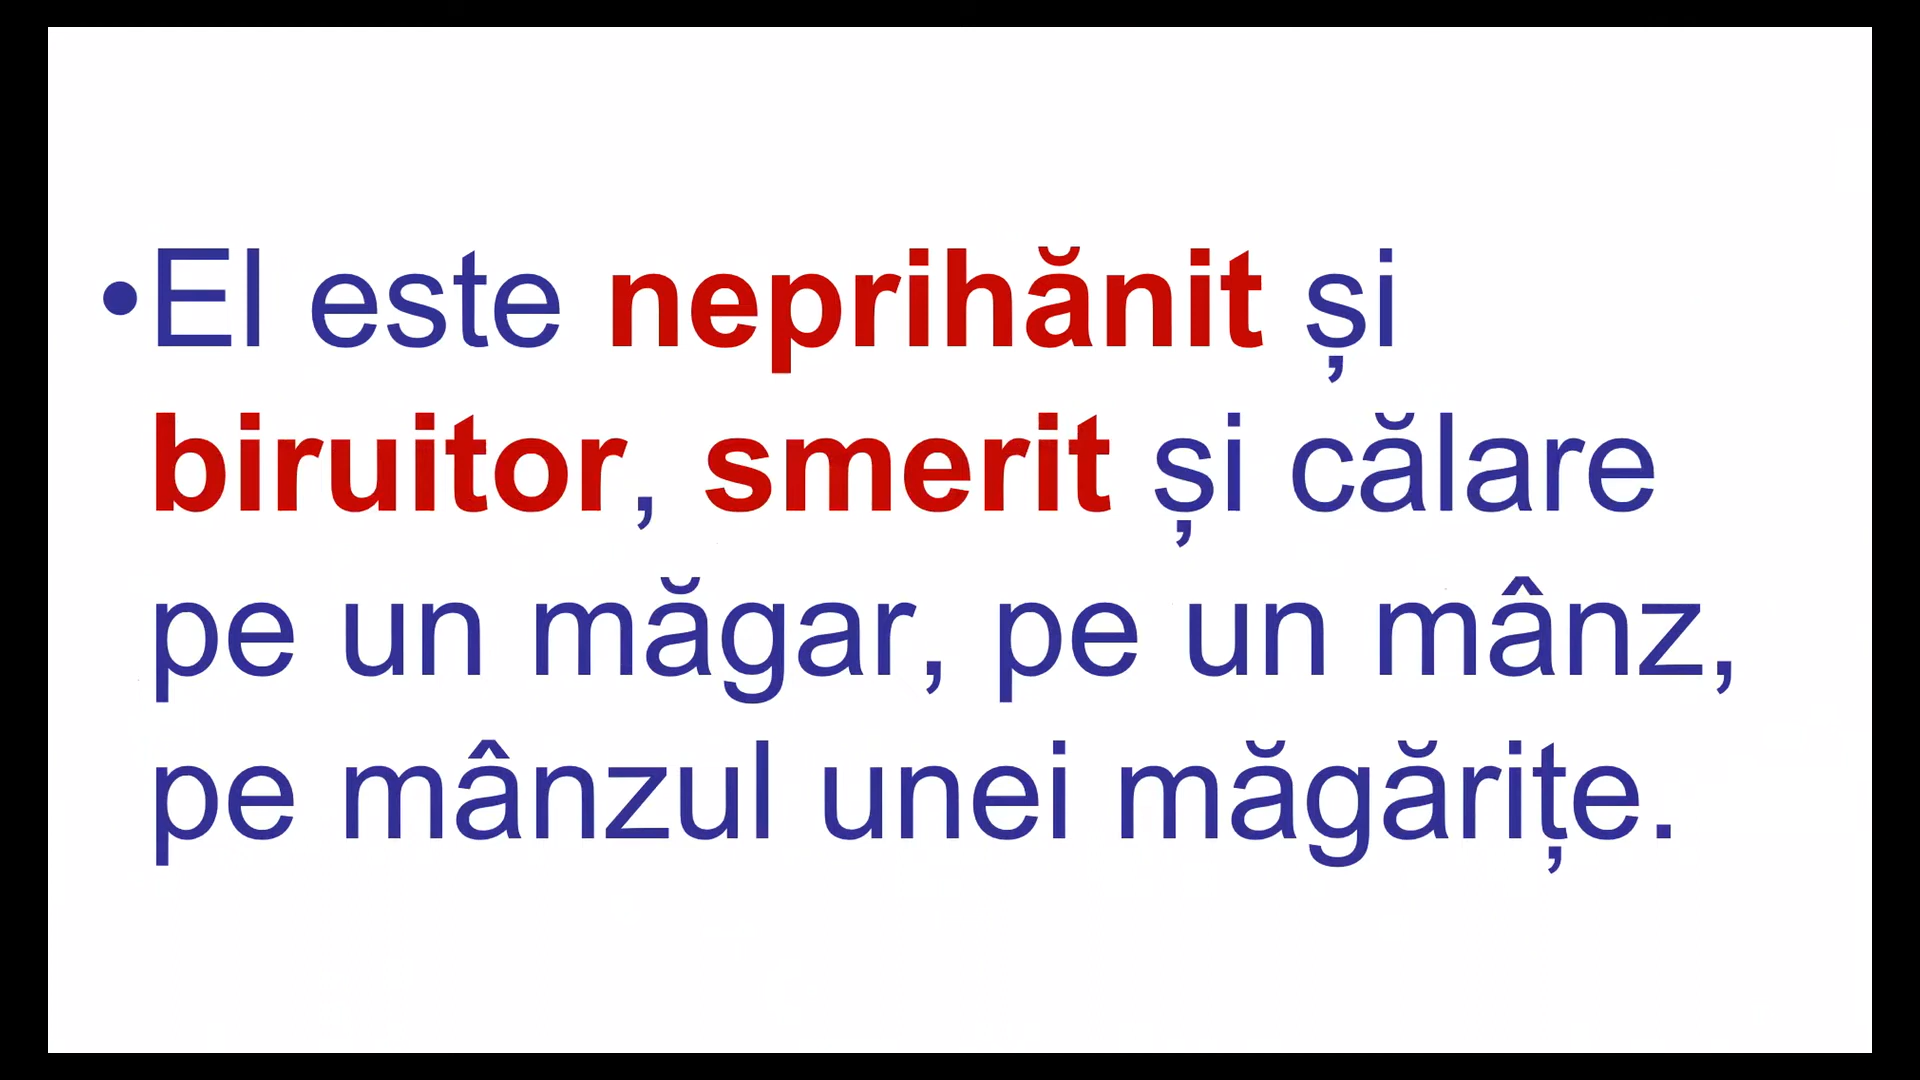 •El este neprihănit și
biruitor, smerit și călare
pe un măgar, pe un mânz,
pe mânzul unei măgărițe.